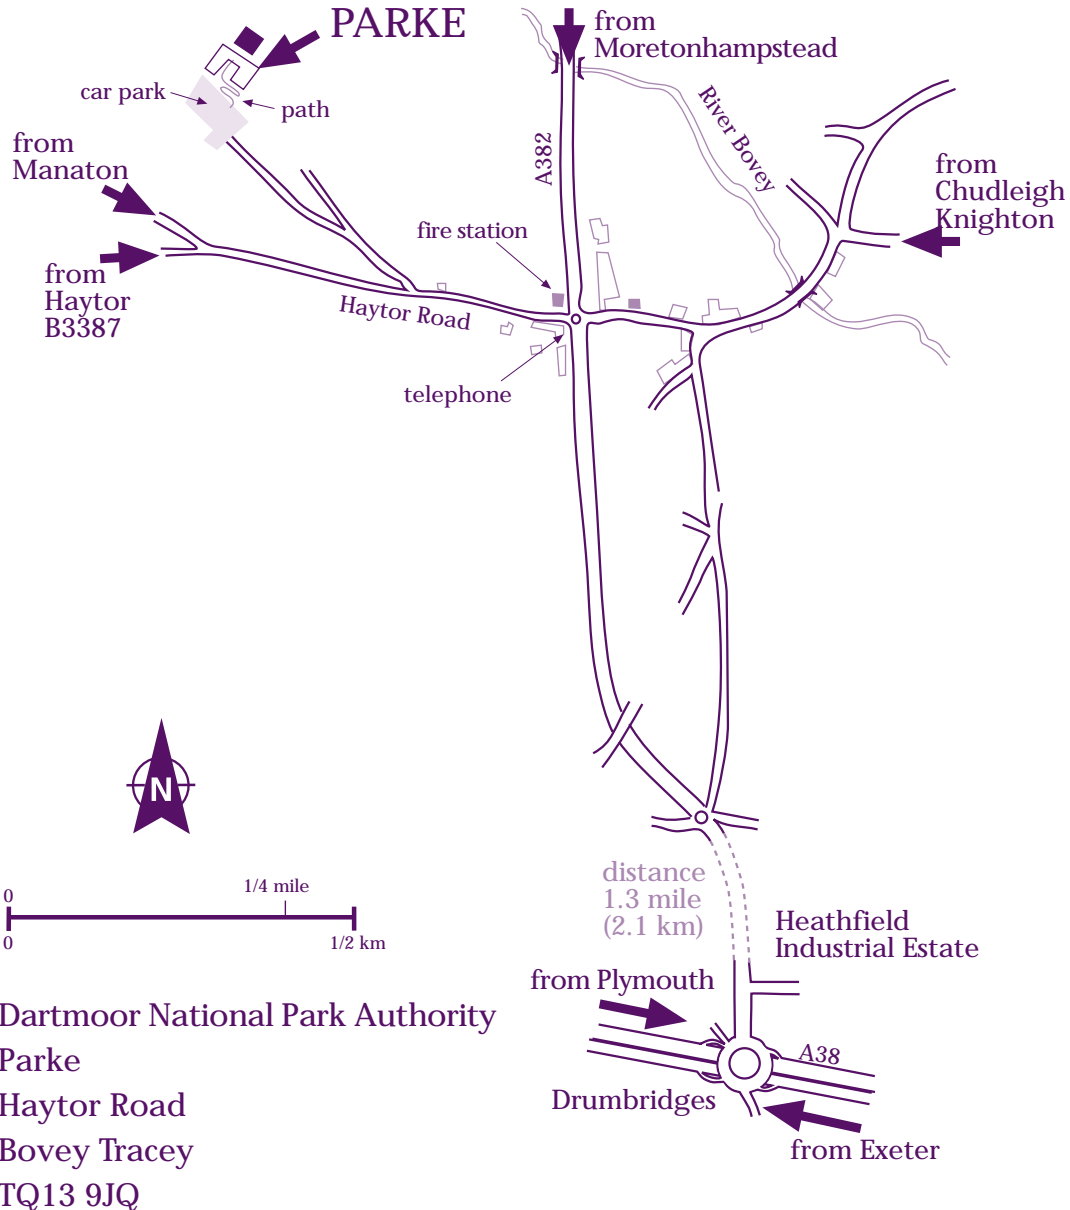 PARKE
from
Moretonhampstead
car park
path
from
Manaton
A382
River Bovey
from
Chudleigh
Knighton
fire station
from
Haytor
B3387
Haytor Road
telephone
N
0
1/4 mile
0
1/2 km
distance
1.3 mile
(2.1 km)
Heathfield
Industrial Estate
from Plymouth
A38
Drumbridges
from Exeter
Dartmoor National Park Authority
Parke
Haytor Road
Bovey Tracey
TQ13 9JQ